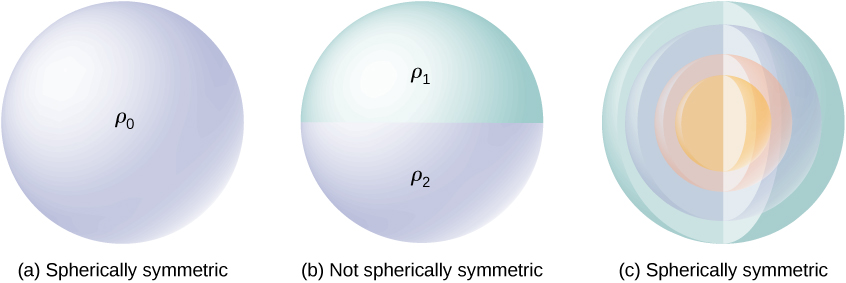 ρ0
ρ1
ρ2
(a) Spherically symmetric
(b) Not spherically symmetric
(c) Spherically symmetric